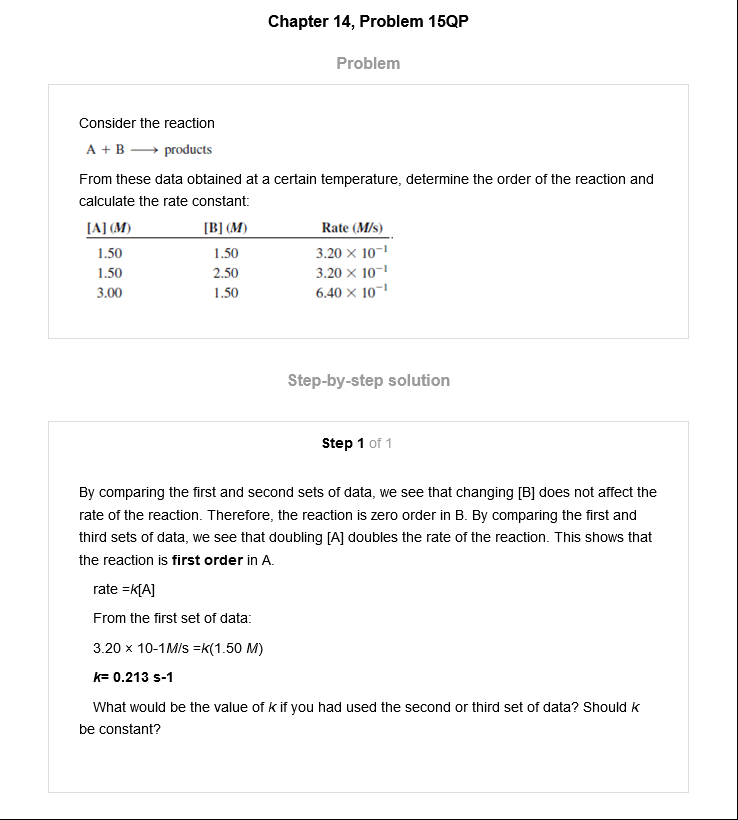 Chapter 14, Problem 15QP
Problem
Consider the reaction
A + B ⟶ products
From these data obtained at a certain temperature, determine the order of the reaction and
calculate the rate constant:
[A] (M) [B] (M) Rate (M/s)
1.50 1.50 3.20 × 10⁻¹
1.50 2.50 3.20 × 10⁻¹
3.00 1.50 6.40 × 10⁻¹
Step-by-step solution
Step 1 of 1
By comparing the first and second sets of data, we see that changing [B] does not affect the
rate of the reaction. Therefore, the reaction is zero order in B. By comparing the first and
third sets of data, we see that doubling [A] doubles the rate of the reaction. This shows that
the reaction is first order in A.
rate =k[A]
From the first set of data:
3.20 × 10-1M/s =k(1.50 M)
k= 0.213 s-1
What would be the value of k if you had used the second or third set of data? Should k
be constant?